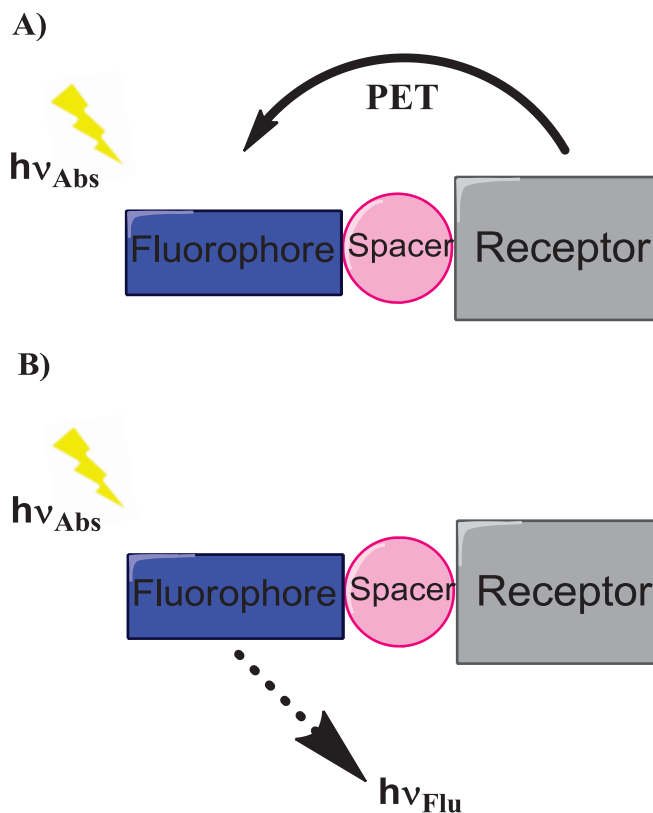 A)
PET
hνAbs
Fluorophore Spacer Receptor
B)
hνAbs
Fluorophore Spacer Receptor
hνFlu